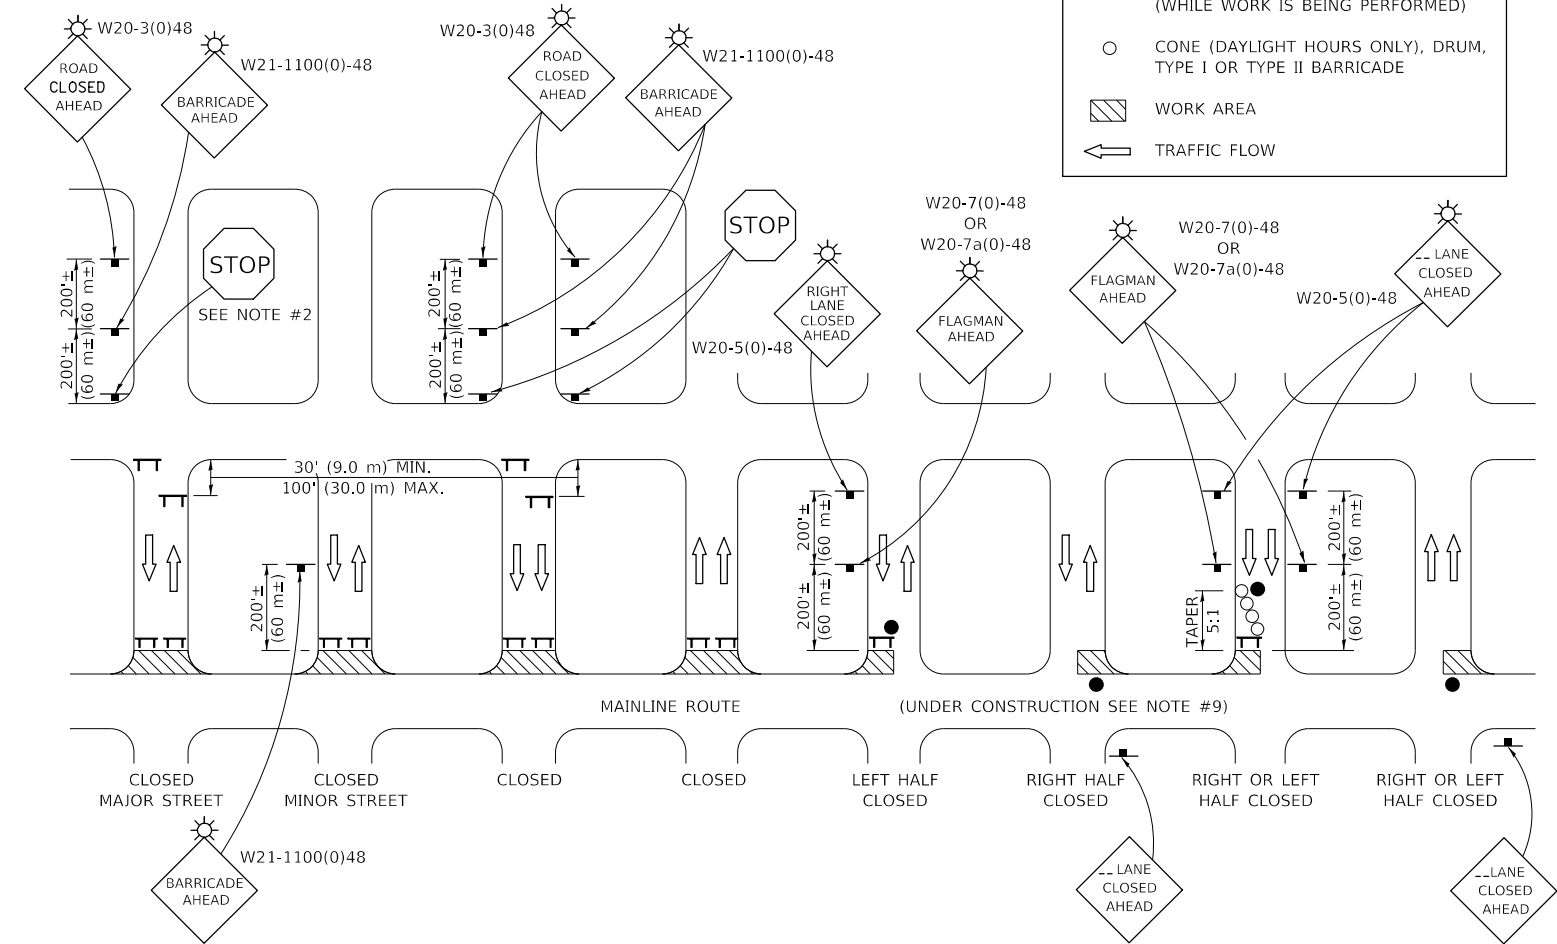 (WHILE WORK IS BEING PERFORMED)
CONE (DAYLIGHT HOURS ONLY), DRUM,
TYPE I OR TYPE II BARRICADE
WORK AREA
TRAFFIC FLOW
W20-3(0)48
ROAD
CLOSED
AHEAD
W21-1100(0)-48
BARRICADE
AHEAD
W20-3(0)48
ROAD
CLOSED
AHEAD
W21-1100(0)-48
BARRICADE
AHEAD
STOP
SEE NOTE #2
STOP
200'±
(60 m±)
200'±
(60 m±)
200'±
(60 m±)
200'±
(60 m±)
W20-5(0)-48
RIGHT
LANE
CLOSED
AHEAD
W20-7(0)-48
OR
W20-7a(0)-48
FLAGMAN
AHEAD
FLAGMAN
AHEAD
W20-7(0)-48
OR
W20-7a(0)-48
W20-5(0)-48
-- LANE
CLOSED
AHEAD
30' (9.0 m) MIN.
100' (30.0 m) MAX.
200'±
(60 m±)
200'±
(60 m±)
200'±
(60 m±)
TAPER
5:1
200'±
(60 m±)
200'±
(60 m±)
MAINLINE ROUTE
(UNDER CONSTRUCTION SEE NOTE #9)
CLOSED
MAJOR STREET
CLOSED
MINOR STREET
CLOSED
CLOSED
LEFT HALF
CLOSED
RIGHT HALF
CLOSED
RIGHT OR LEFT
HALF CLOSED
RIGHT OR LEFT
HALF CLOSED
W21-1100(0)48
BARRICADE
AHEAD
-- LANE
CLOSED
AHEAD
--LANE
CLOSED
AHEAD